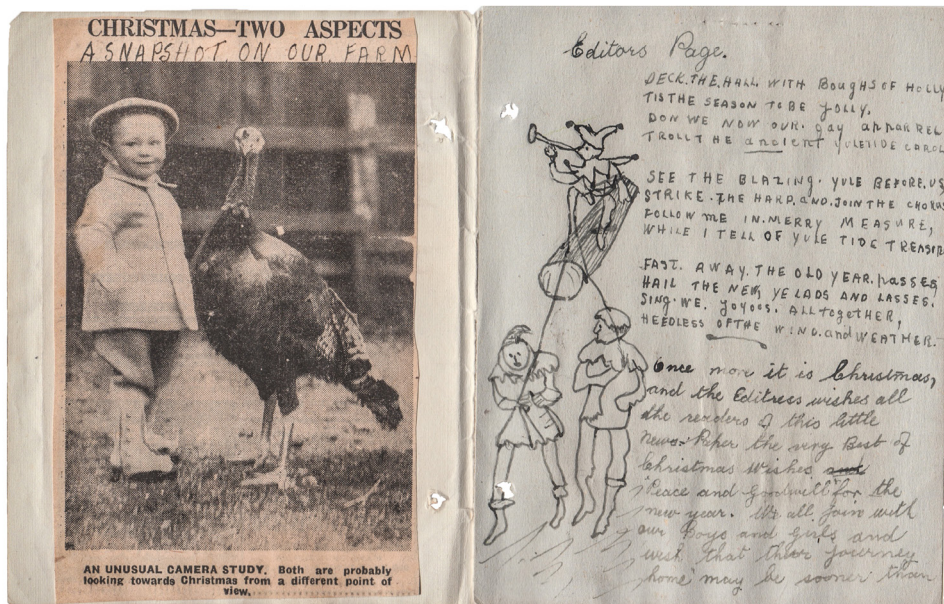 CHRISTMAS—TWO ASPECTS
A SNAPSHOT. ON OUR. FARM
AN UNUSUAL CAMERA STUDY. Both are probably
looking towards Christmas from a different point of
view.
Editors Page.
DECK.THE.HALL. WITH BOUGHS OF HOLLY
TIS THE SEASON TO BE JOLLY.
DON WE NOW OUR. gay APPARREL
TROLL THE ancient YULETIDE CAROL
SEE THE BLAZING. YULE BEFORE.US
STRIKE.THE HARP.AND.JOIN THE CHORUS
FOLLOW ME IN.MERRY MEASURE,
WHILE I TELL OF YULE TIDE TREASUR
FAST. AWAY. THE OLD YEAR. passes
HAIL THE NEW, YE LADS AND LASSES.
SING. WE. JOYOUS. ALL TOGETHER,
HEEDLESS OF THE WIND. and WEATHER.
Once more it is Christmas,
and the Editress wishes all
the readers of this little
News-Paper the very Best of
Christmas Wishes
"Peace and Goodwill" for the
new year. We all join with
our Boys and Girls and
wish that their journey
home may be sooner than